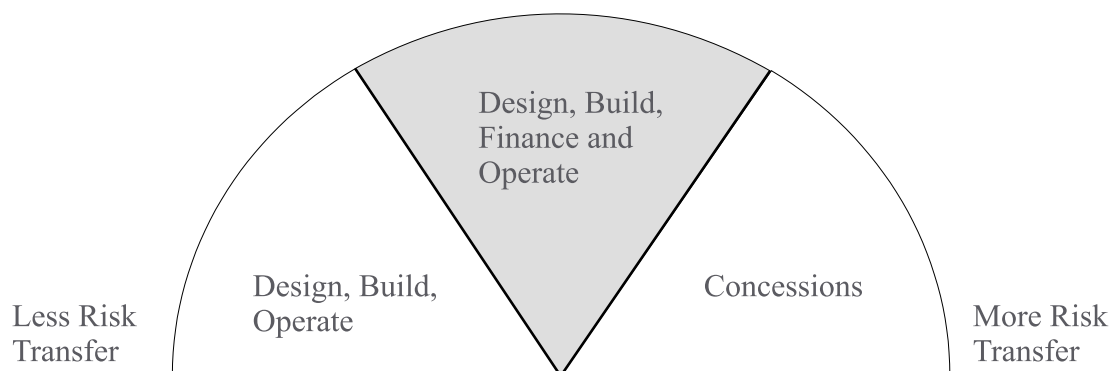 Design, Build,
Finance and
Operate
Design, Build,
Operate
Concessions
Less Risk
Transfer
More Risk
Transfer